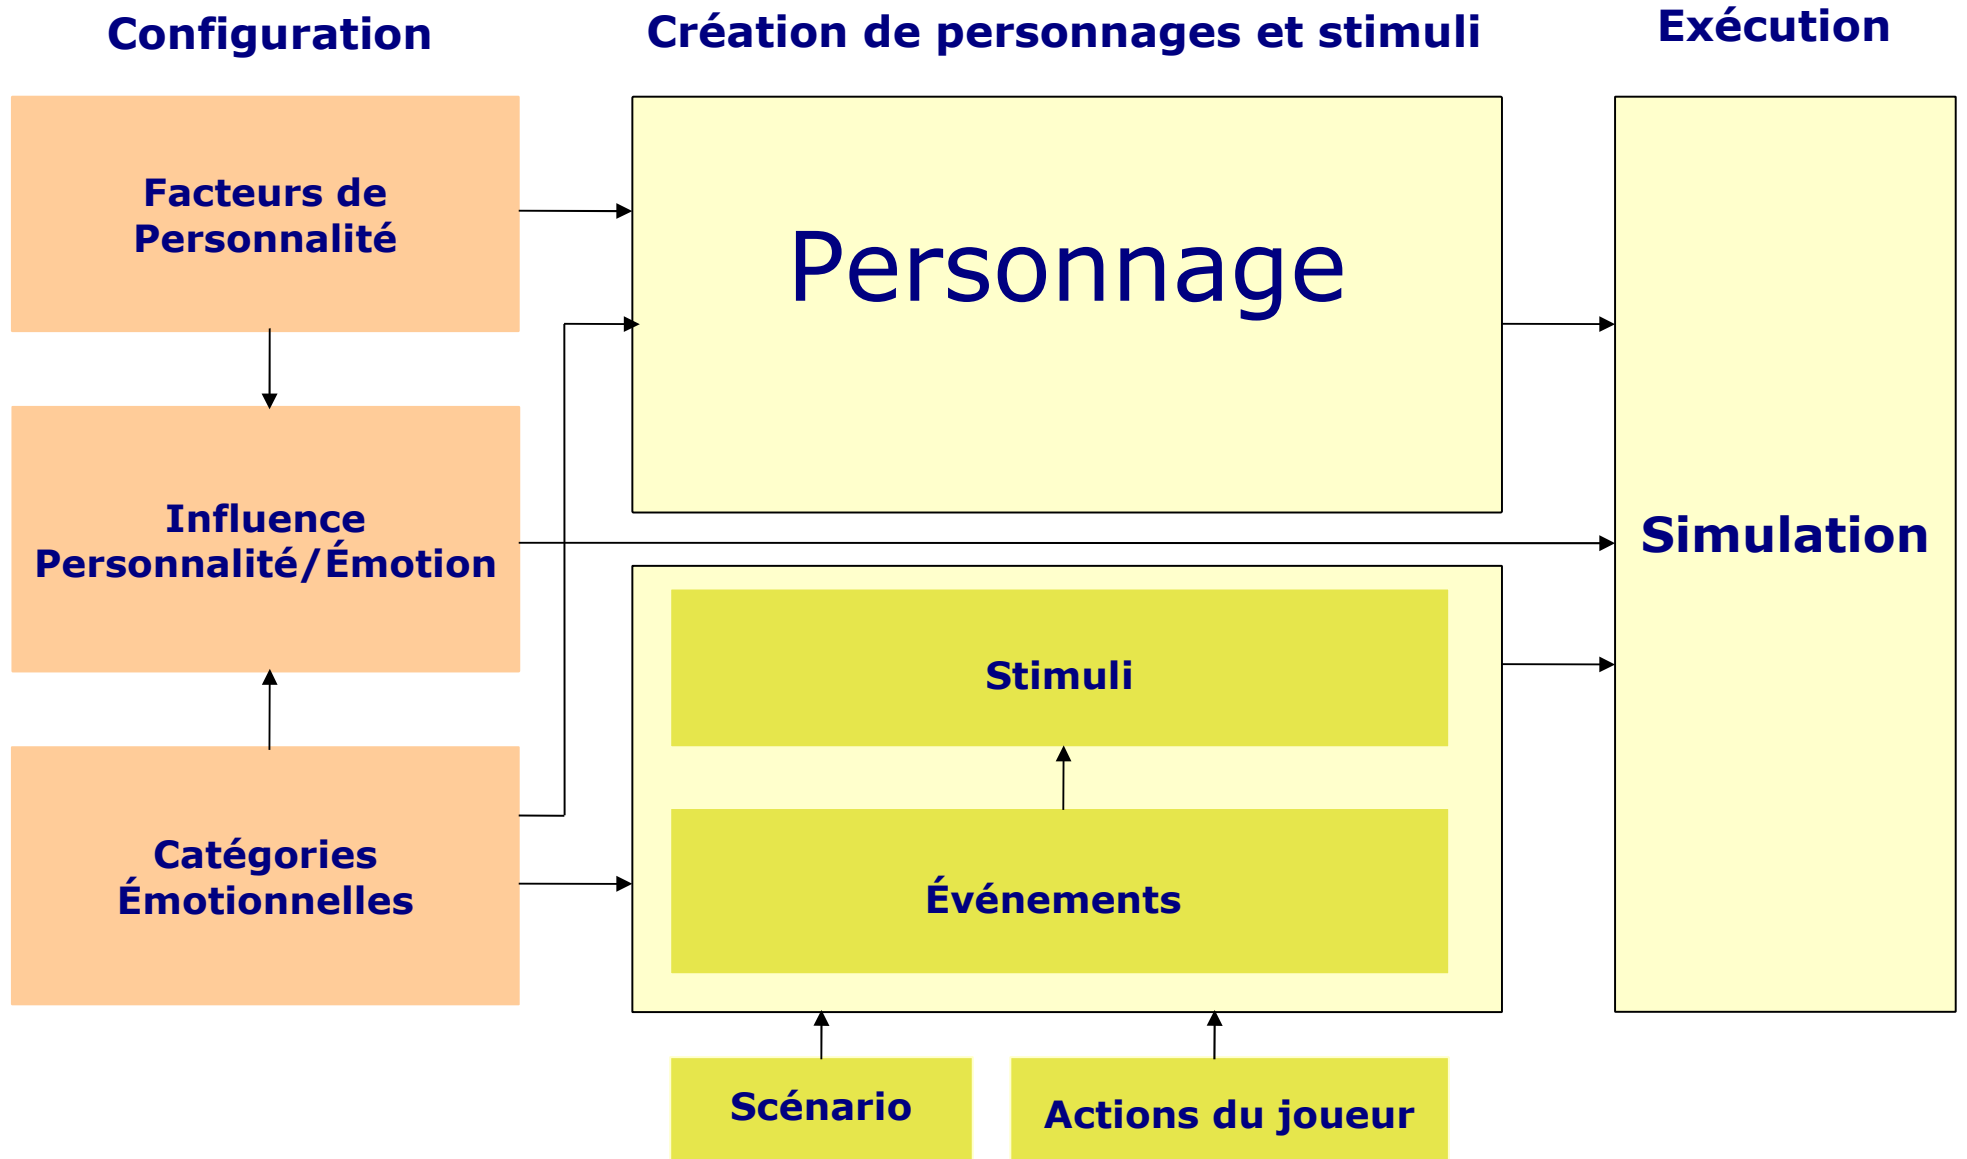 Configuration
Création de personnages et stimuli
Exécution
Facteurs de
Personnalité
Personnage
Influence
Personnalité/Émotion
Simulation
Stimuli
Catégories
Émotionnelles
Événements
Scénario
Actions du joueur